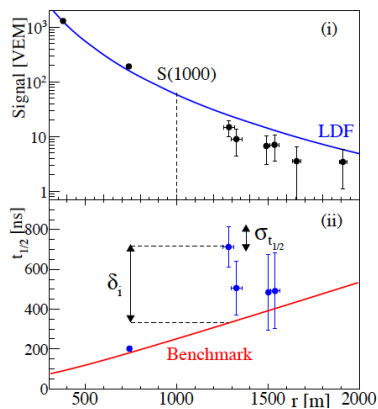 (i)
Signal [VEM]
10³
10²
10
1
S(1000)
LDF
(ii)
t1/2 [ns]
800
600
400
200
0
δi
σt1/2
Benchmark
500
1000
1500
2000
r [m]